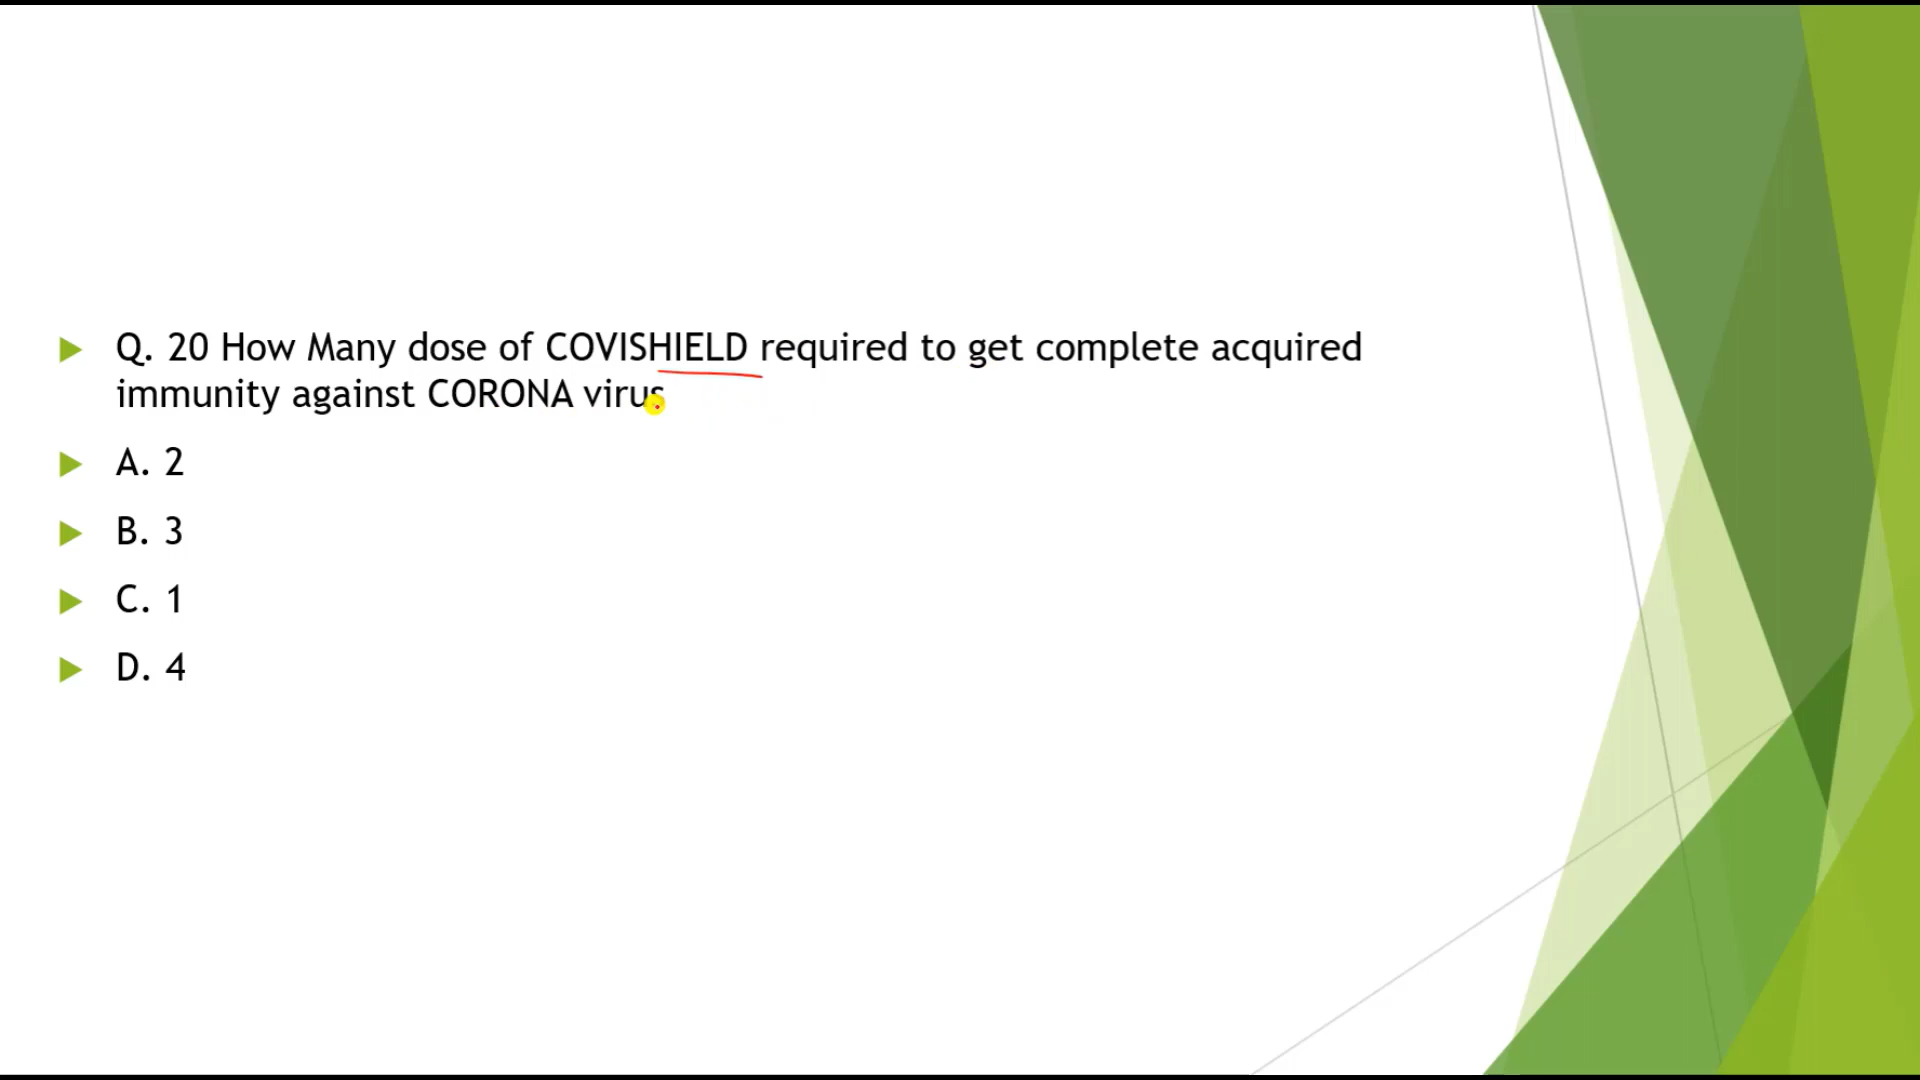 Q. 20 How Many dose of COVISHIELD required to get complete acquired
immunity against CORONA virus
A. 2
B. 3
C. 1
D. 4